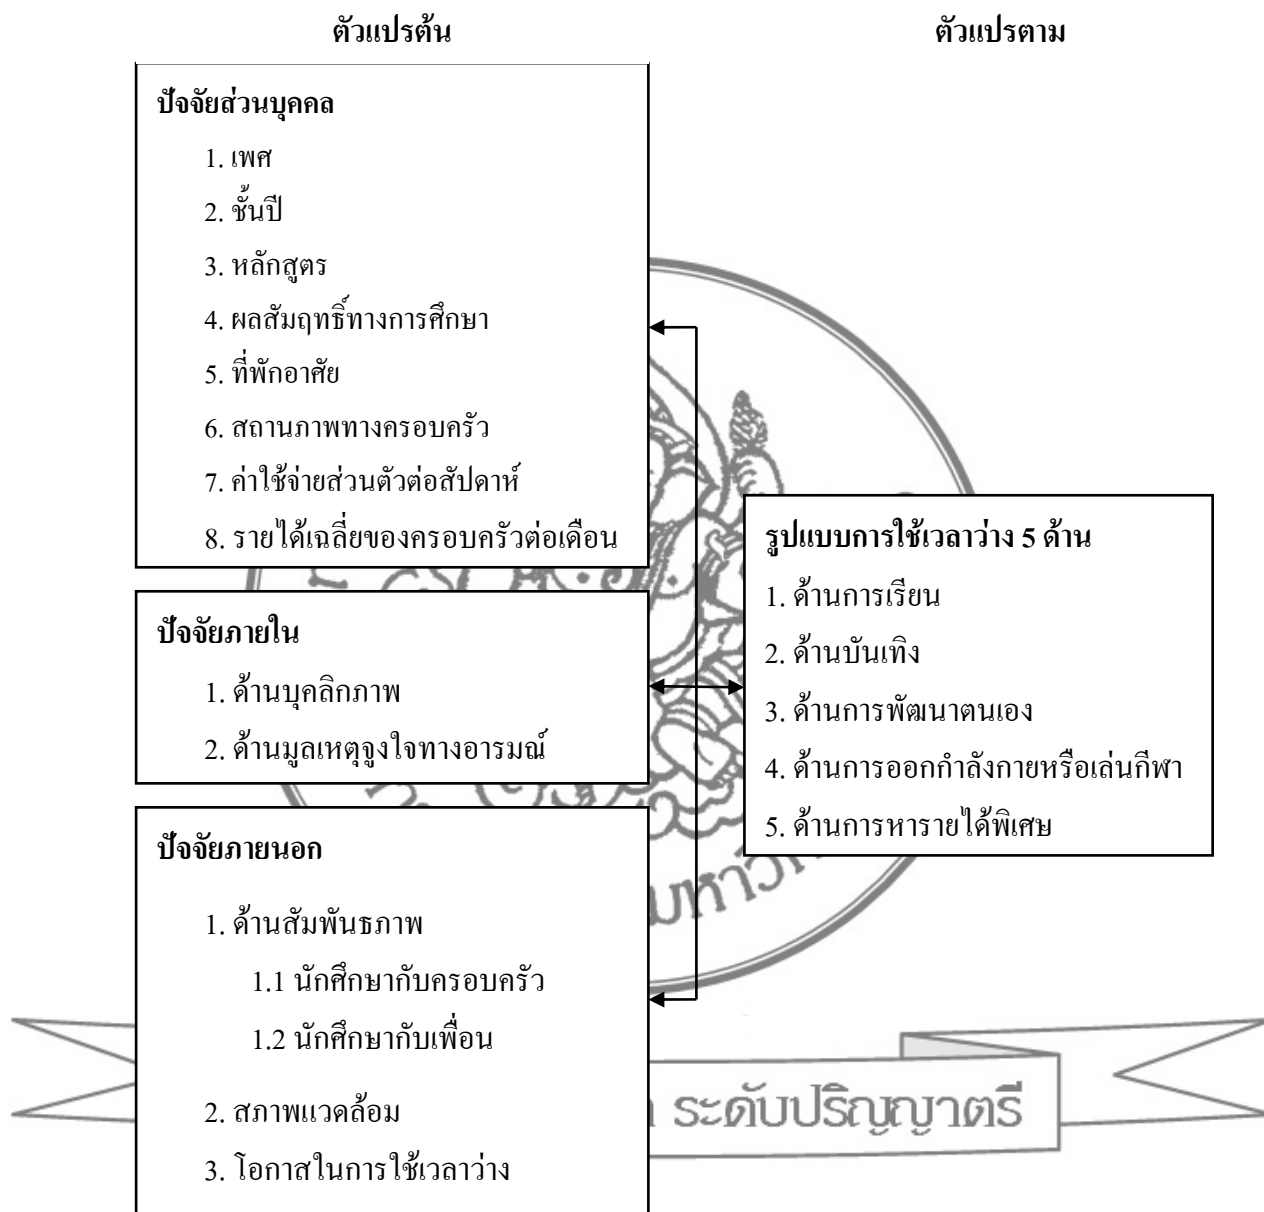 ตัวแปรต้น
ตัวแปรตาม
ปัจจัยส่วนบุคคล
1. เพศ
2. ชั้นปี
3. หลักสูตร
4. ผลสัมฤทธิ์ทางการศึกษา
5. ที่พักอาศัย
6. สถานภาพทางครอบครัว
7. ค่าใช้จ่ายส่วนตัวต่อสัปดาห์
8. รายได้เฉลี่ยของครอบครัวต่อเดือน
ปัจจัยภายใน
1. ด้านบุคลิกภาพ
2. ด้านมูลเหตุจูงใจทางอารมณ์
ปัจจัยภายนอก
1. ด้านสัมพันธภาพ
1.1 นักศึกษากับครอบครัว
1.2 นักศึกษากับเพื่อน
2. สภาพแวดล้อม
3. โอกาสในการใช้เวลาว่าง
รูปแบบการใช้เวลาว่าง 5 ด้าน
1. ด้านการเรียน
2. ด้านบันเทิง
3. ด้านการพัฒนาตนเอง
4. ด้านการออกกำลังกายหรือเล่นกีฬา
5. ด้านการหารายได้พิเศษ
ระดับปริญญาตรี